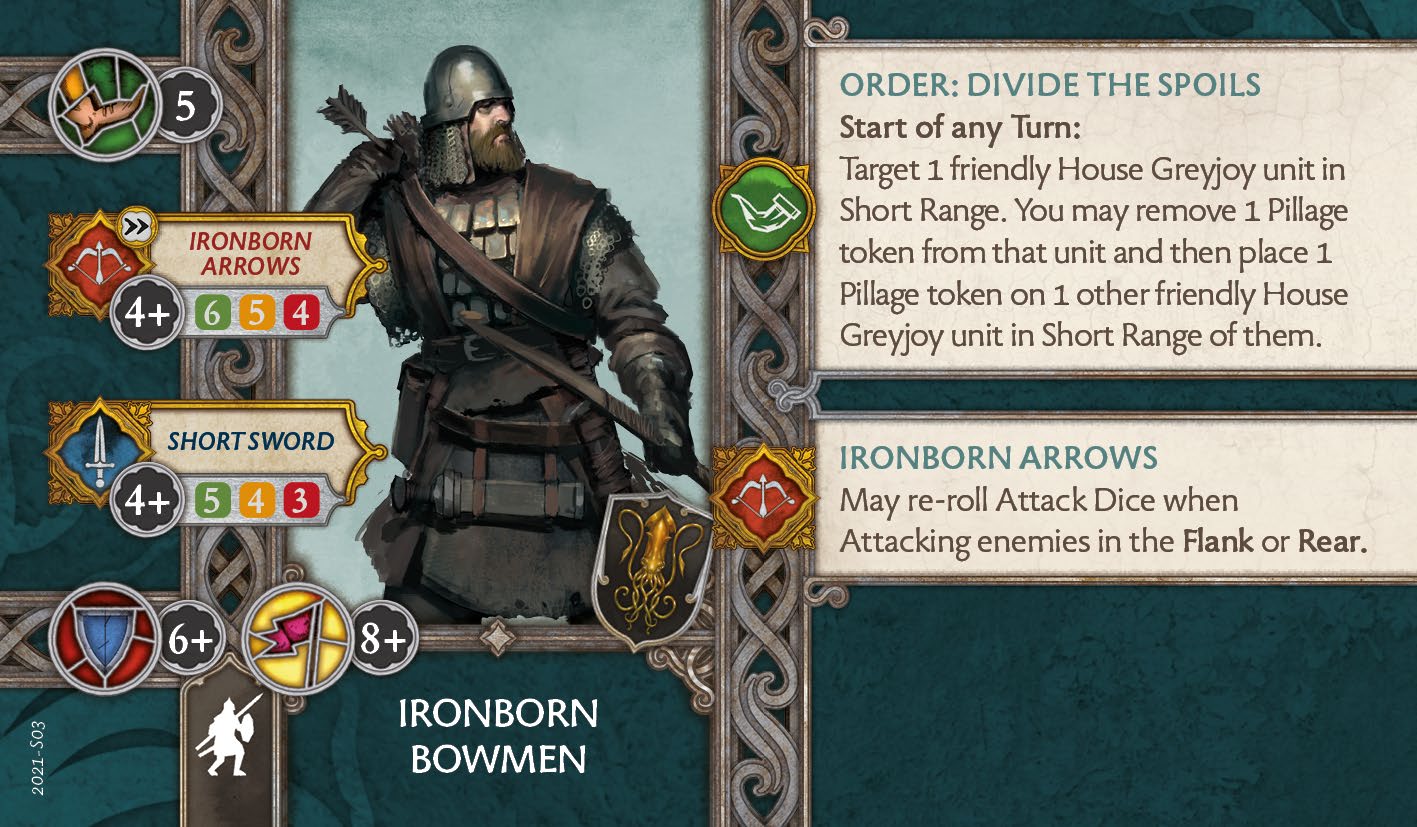 5
IRONBORN
ARROWS
4+ 6 5 4
SHORT SWORD
4+ 5 4 3
6+ 8+
IRONBORN
BOWMEN
2021-S03
ORDER: DIVIDE THE SPOILS
Start of any Turn:
Target 1 friendly House Greyjoy unit in
Short Range. You may remove 1 Pillage
token from that unit and then place 1
Pillage token on 1 other friendly House
Greyjoy unit in Short Range of them.
IRONBORN ARROWS
May re-roll Attack Dice when
Attacking enemies in the Flank or Rear.